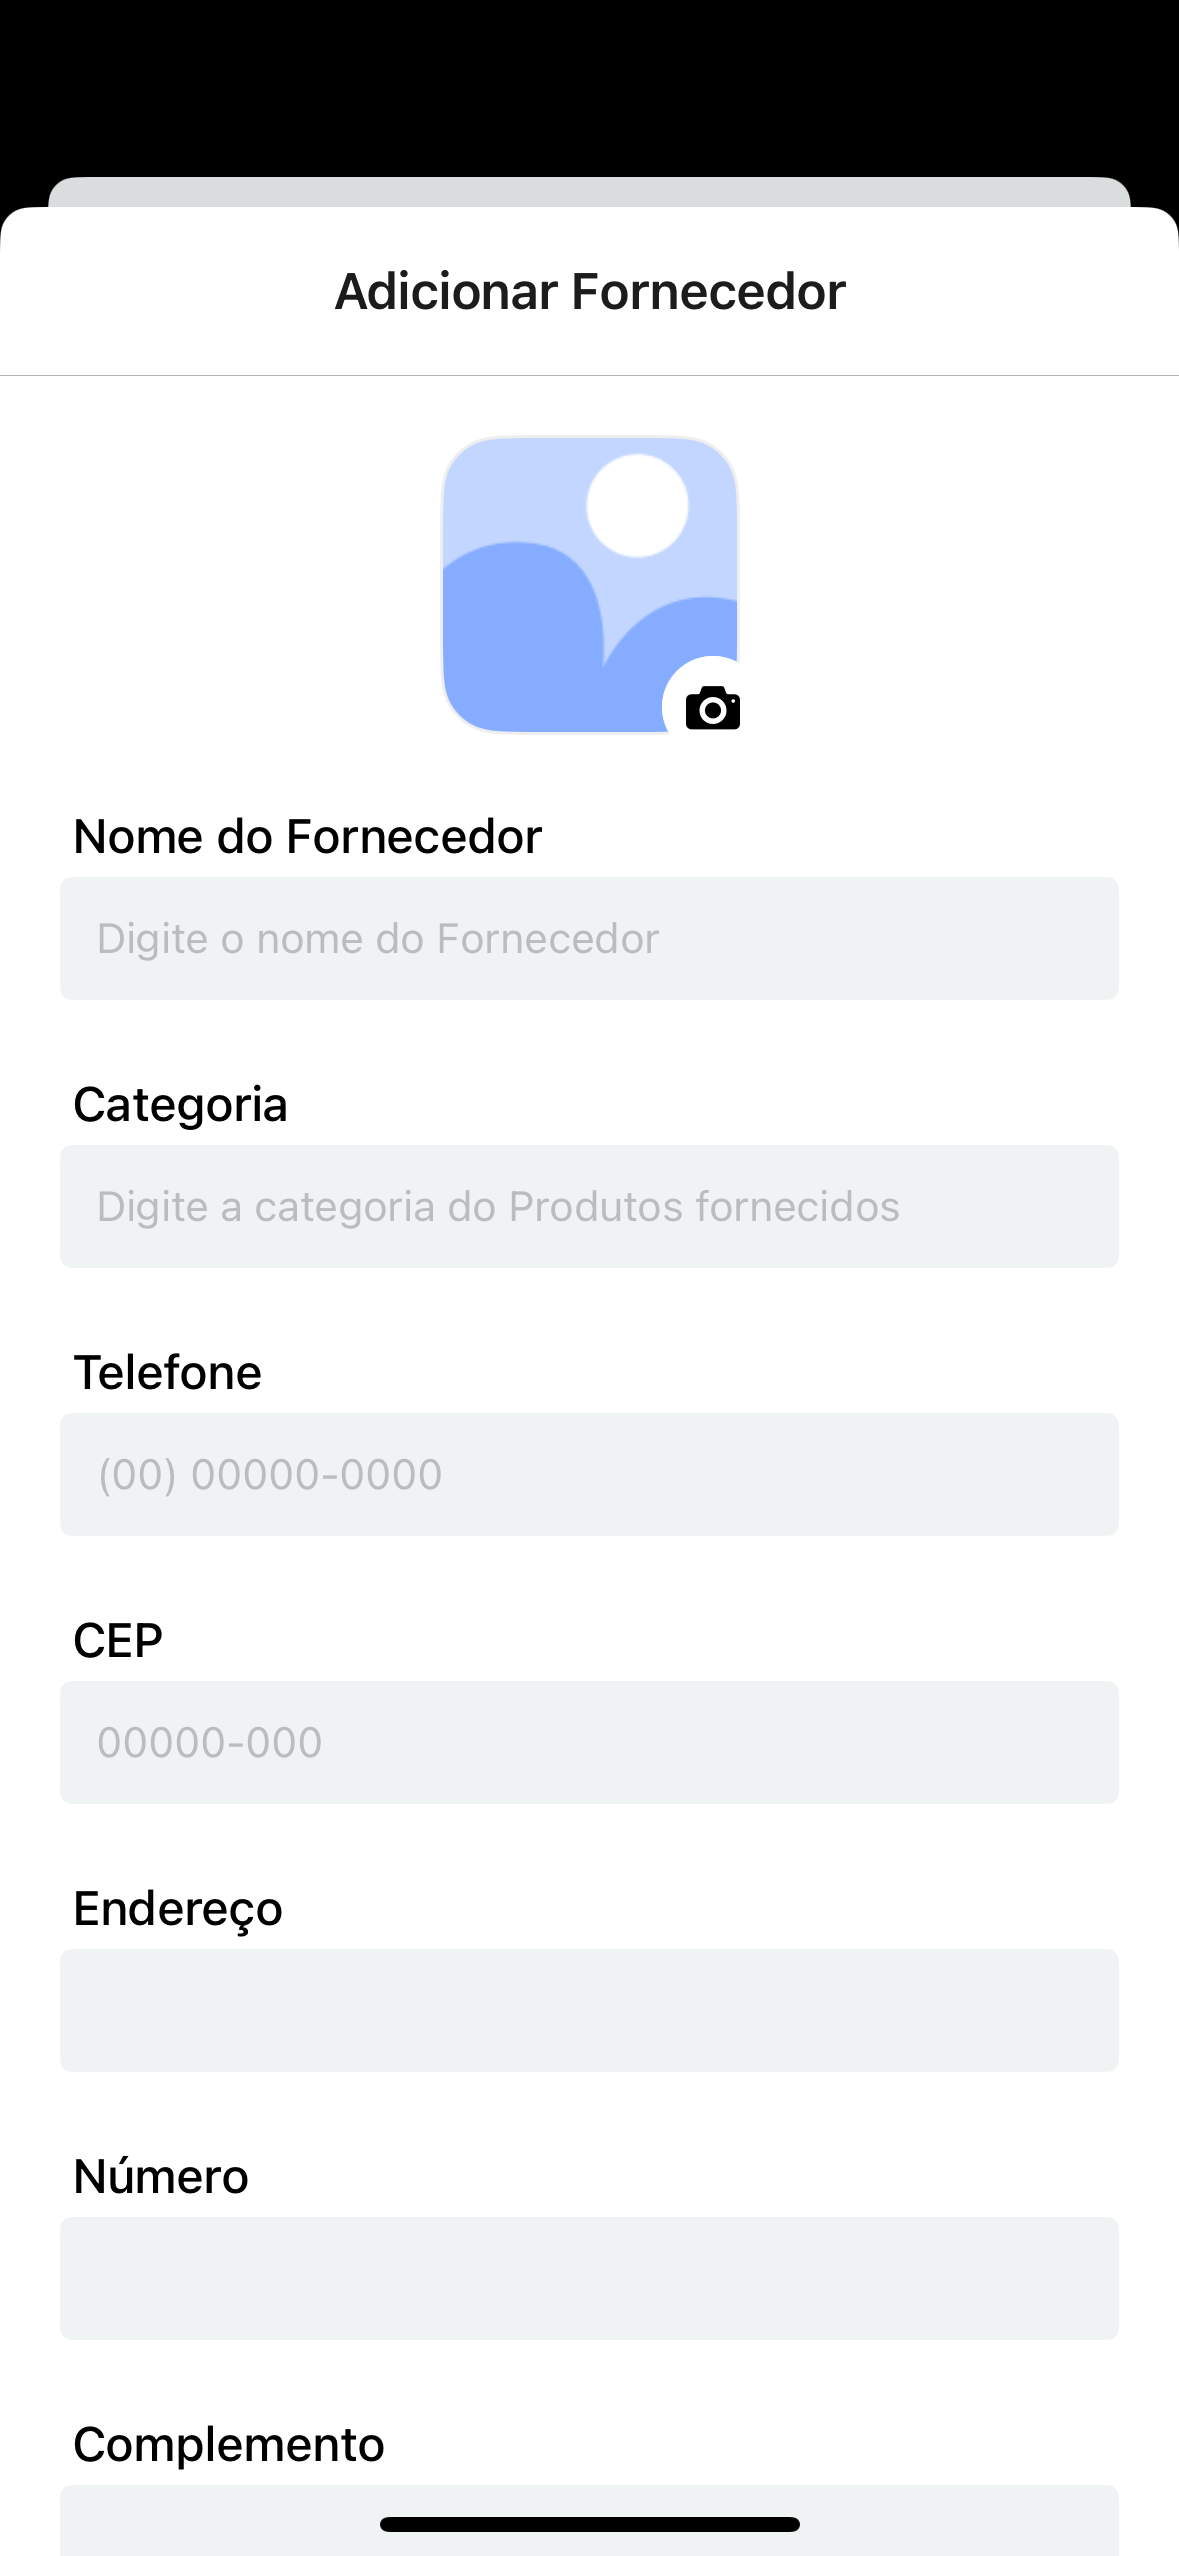 Adicionar Fornecedor
Nome do Fornecedor
Digite o nome do Fornecedor
Categoria
Digite a categoria do Produtos fornecidos
Telefone
(00) 00000-0000
CEP
00000-000
Endereço
Número
Complemento